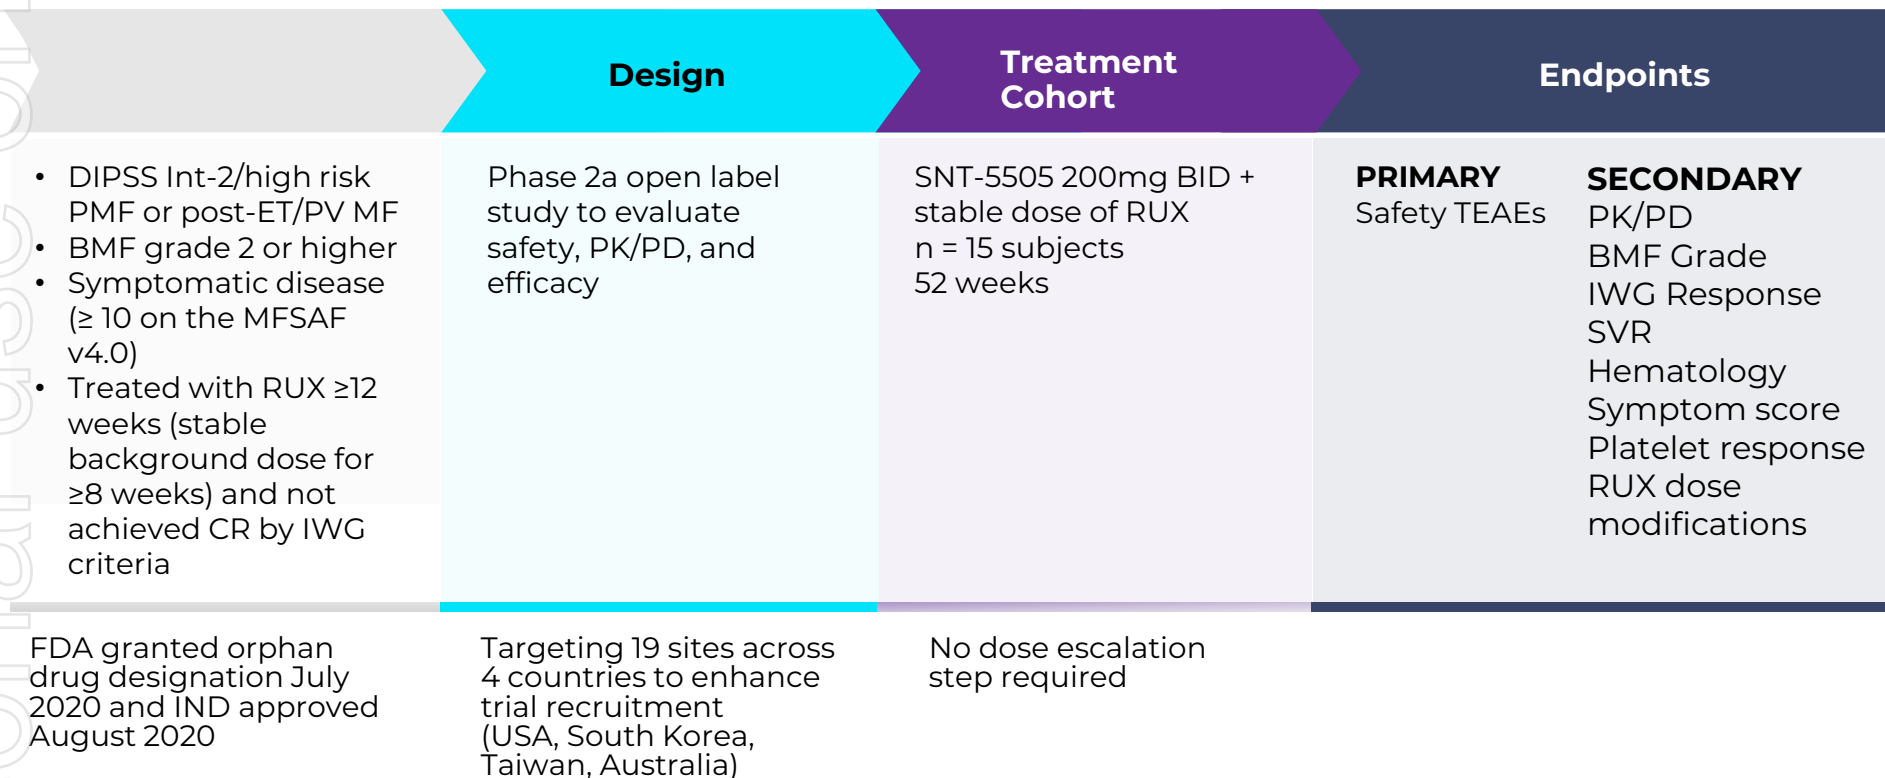 Design
Treatment
Cohort
Endpoints
• DIPSS Int-2/high risk
PMF or post-ET/PV MF
• BMF grade 2 or higher
• Symptomatic disease
(≥ 10 on the MFSAF
v4.0)
• Treated with RUX ≥12
weeks (stable
background dose for
≥8 weeks) and not
achieved CR by IWG
criteria
Phase 2a open label
study to evaluate
safety, PK/PD, and
efficacy
SNT-5505 200mg BID +
stable dose of RUX
n = 15 subjects
52 weeks
PRIMARY
Safety TEAEs
SECONDARY
PK/PD
BMF Grade
IWG Response
SVR
Hematology
Symptom score
Platelet response
RUX dose
modifications
FDA granted orphan
drug designation July
2020 and IND approved
August 2020
Targeting 19 sites across
4 countries to enhance
trial recruitment
(USA, South Korea,
Taiwan, Australia)
No dose escalation
step required